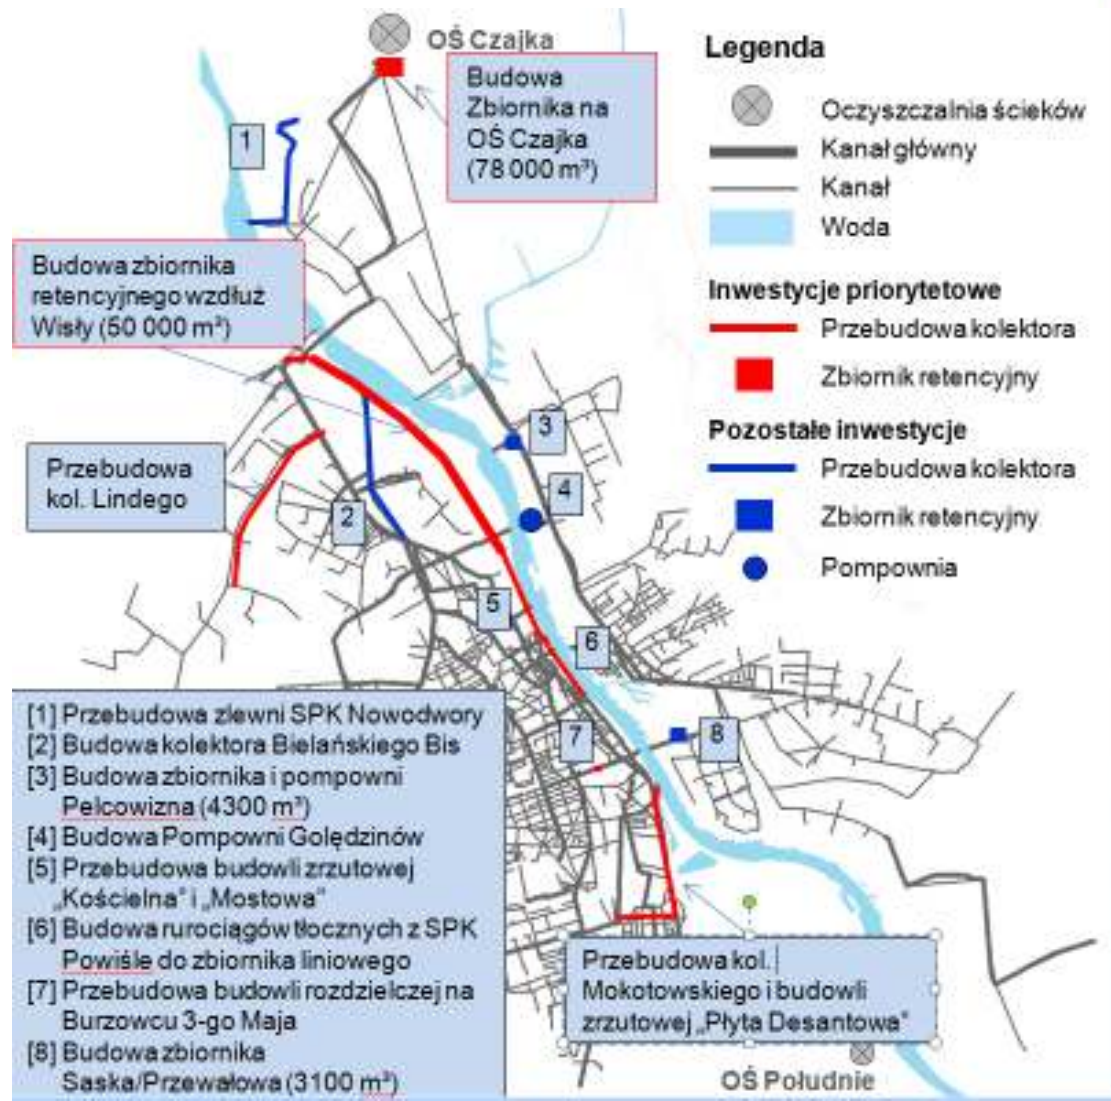 OŚ Czajka
Budowa
Zbiornika na
OŚ Czajka
(78 000 m³)
Legenda
Oczyszczalnia ścieków
Kanał główny
Kanał
Woda
Inwestycje priorytetowe
Przebudowa kolektora
Zbiornik retencyjny
Pozostałe inwestycje
Przebudowa kolektora
Zbiornik retencyjny
Pompownia
1
Budowa zbiornika
retencyjnego wzdłuż
Wisły (50 000 m³)
Przebudowa
kol. Lindego
2
3
4
5
6
7
8
[1] Przebudowa zlewni SPK Nowodwory
[2] Budowa kolektora Bielańskiego Bis
[3] Budowa zbiornika i pompowni
Pelcowizna (4300 m³)
[4] Budowa Pompowni Golędzinów
[5] Przebudowa budowli zrzutowej
„Kościelna” i „Mostowa”
[6] Budowa rurociągów tłocznych z SPK
Powiśle do zbiornika liniowego
[7] Przebudowa budowli rozdzielczej na
Burzowcu 3-go Maja
[8] Budowa zbiornika
Saska/Przewałowa (3100 m³)
Przebudowa kol.
Mokotowskiego i budowli
zrzutowej „Płyta Desantowa”
OŚ Południe